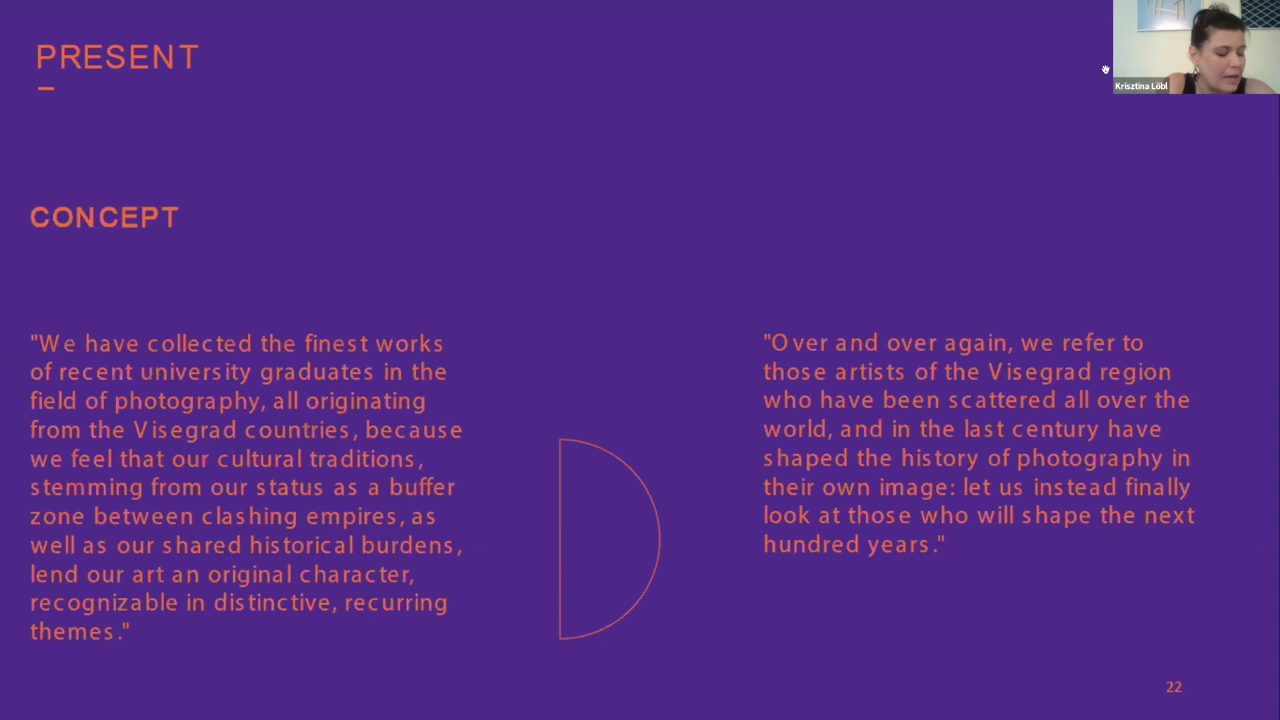 PRESENT
Krisztina Löbl
CONCEPT
"We have collected the finest works
of recent university graduates in the
field of photography, all originating
from the Visegrad countries, because
we feel that our cultural traditions,
stemming from our status as a buffer
zone between clashing empires, as
well as our shared historical burdens,
lend our art an original character,
recognizable in distinctive, recurring
themes."
"Over and over again, we refer to
those artists of the Visegrad region
who have been scattered all over the
world, and in the last century have
shaped the history of photography in
their own image: let us instead finally
look at those who will shape the next
hundred years."
22